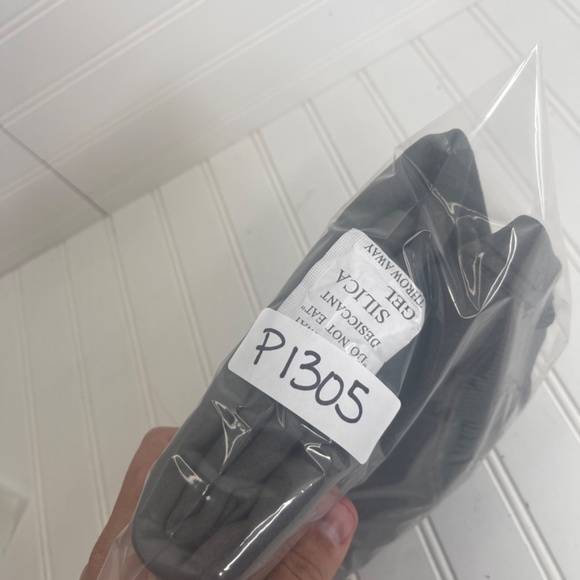 THROW AWAY
SILICA
GEL
DESICCANT
"DO NOT EAT"
P1305